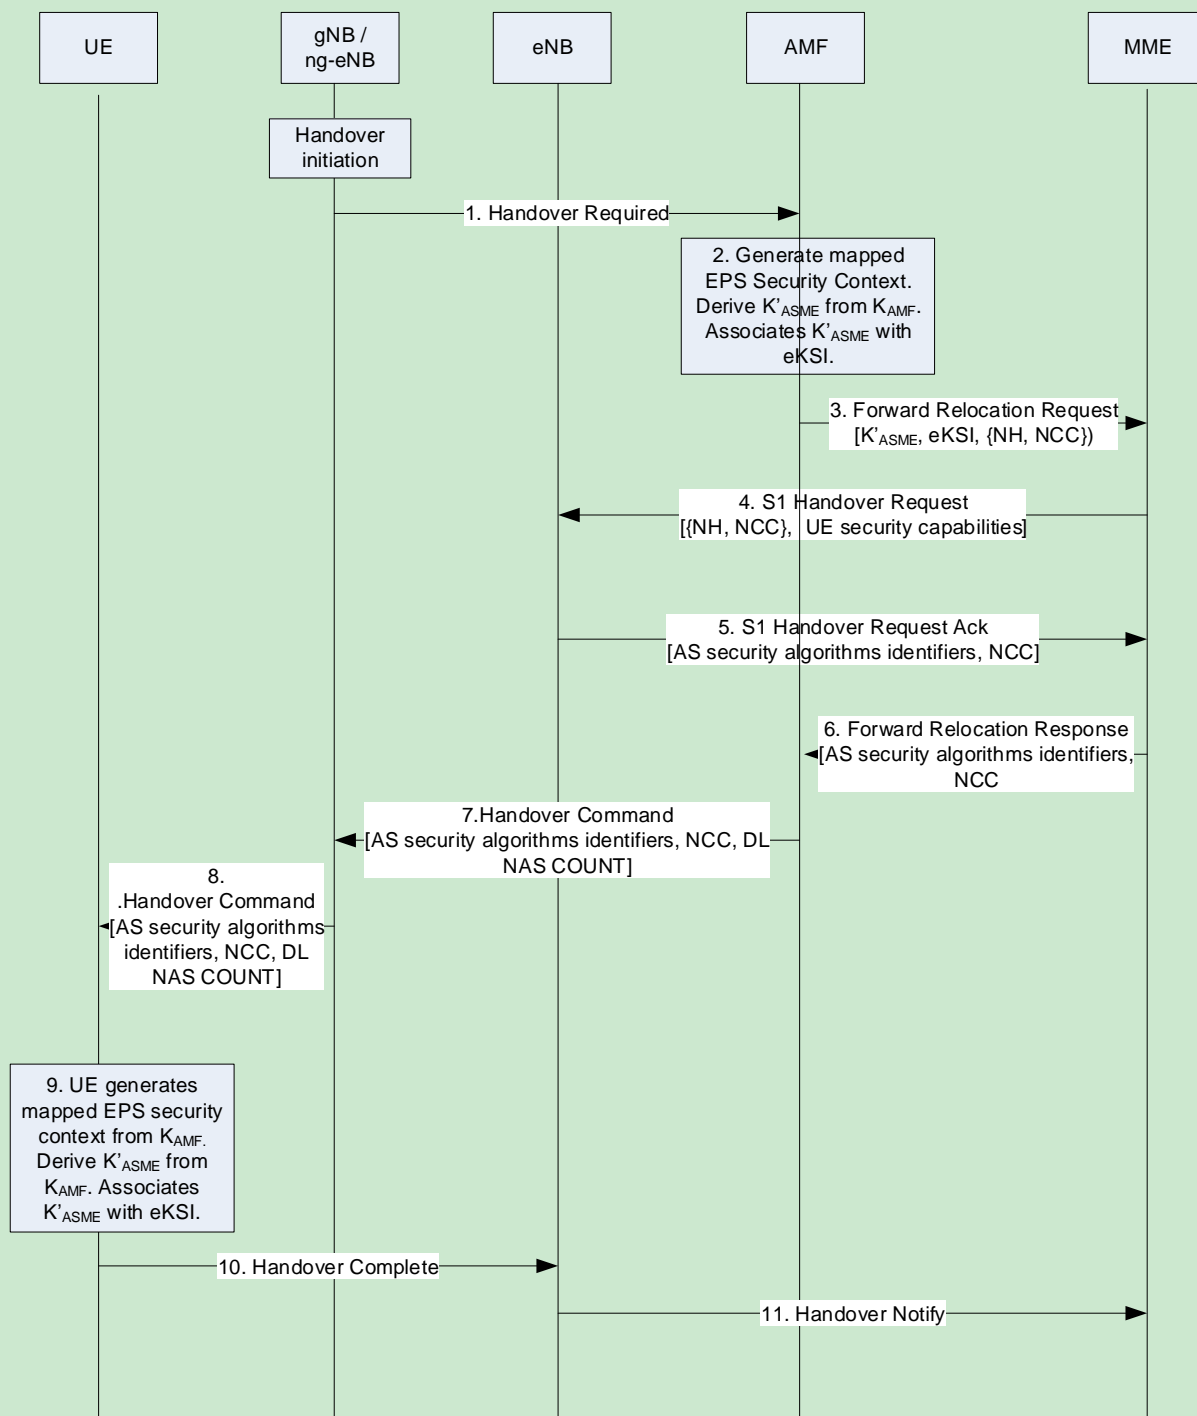 UE
gNB /
ng-eNB
eNB
AMF
MME
Handover
initiation
1. Handover Required
2. Generate mapped
EPS Security Context.
Derive K’ASME from KAMF.
Associates K’ASME with
eKSI.
3. Forward Relocation Request
[K’ASME, eKSI, {NH, NCC})
4. S1 Handover Request
[{NH, NCC}, UE security capabilities]
5. S1 Handover Request Ack
[AS security algorithms identifiers, NCC]
6. Forward Relocation Response
[AS security algorithms identifiers,
NCC
7.Handover Command
[AS security algorithms identifiers, NCC, DL
NAS COUNT]
8.
.Handover Command
[AS security algorithms
identifiers, NCC, DL
NAS COUNT]
9. UE generates
mapped EPS security
context from KAMF.
Derive K’ASME from
KAMF. Associates
K’ASME with eKSI.
10. Handover Complete
11. Handover Notify